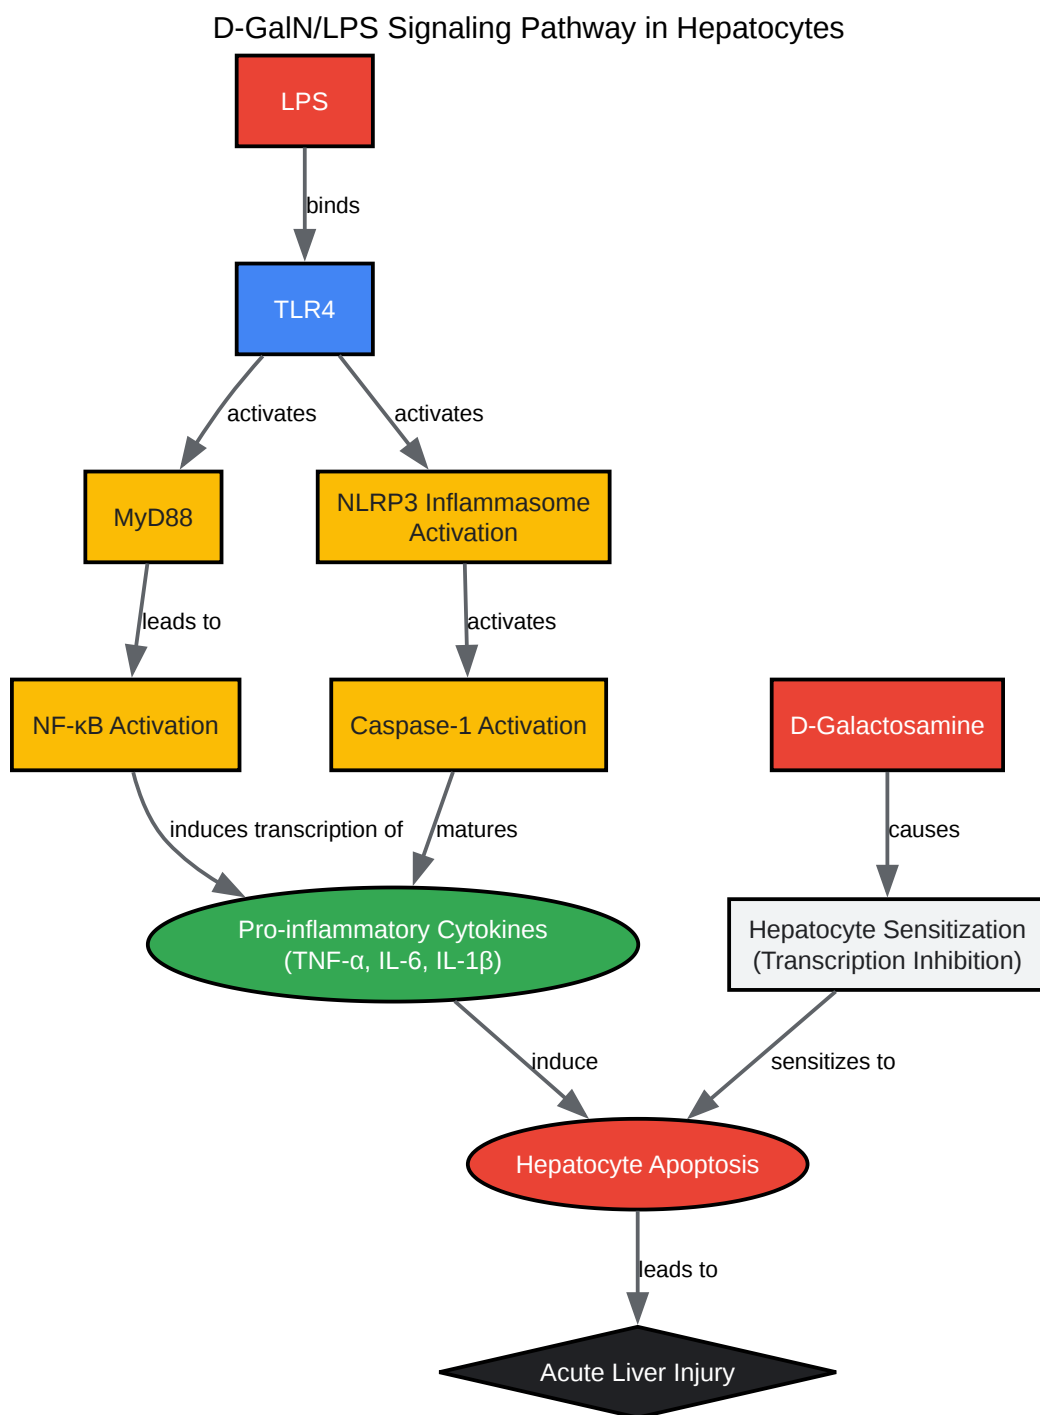 D-GalN/LPS Signaling Pathway in Hepatocytes
LPS
binds
TLR4
activates
activates
MyD88
NLRP3 Inflammasome
Activation
leads to
activates
NF-κB Activation
Caspase-1 Activation
D-Galactosamine
induces transcription of
matures
causes
Pro-inflammatory Cytokines
(TNF-α, IL-6, IL-1β)
Hepatocyte Sensitization
(Transcription Inhibition)
induce
sensitizes to
Hepatocyte Apoptosis
leads to
Acute Liver Injury